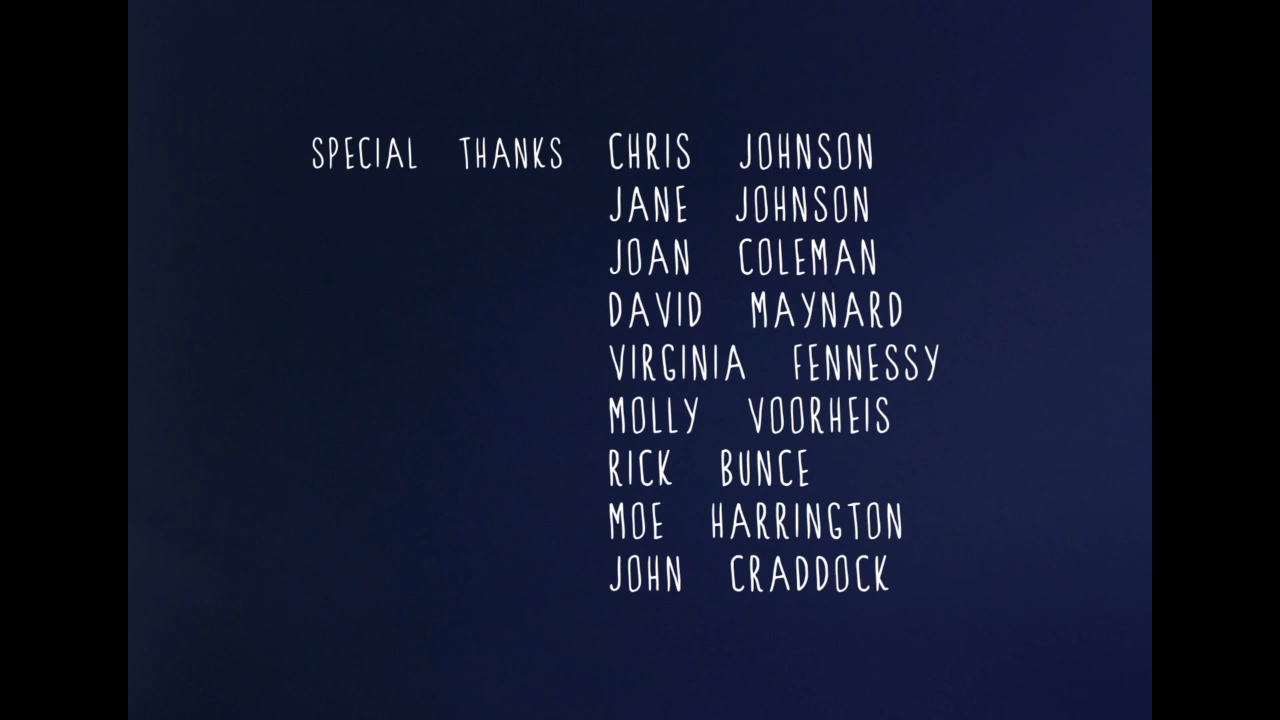 SPECIAL THANKS CHRIS JOHNSON
JANE JOHNSON
JOAN COLEMAN
DAVID MAYNARD
VIRGINIA FENNESSY
MOLLY VOORHEIS
RICK BUNCE
MOE HARRINGTON
JOHN CRADDOCK